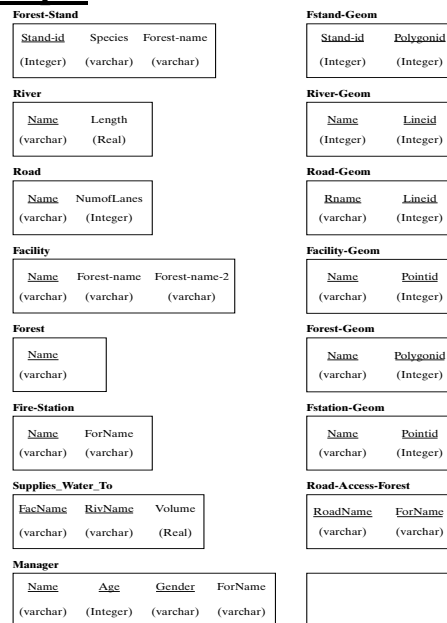 Forest-Stand
Stand-id Species Forest-name
(Integer) (varchar) (varchar)
Fstand-Geom
Stand-id Polygonid
(Integer) (Integer)
River
Name Length
(varchar) (Real)
River-Geom
Name Lineid
(Integer) (Integer)
Road
Name NumofLanes
(varchar) (Integer)
Road-Geom
Rname Lineid
(varchar) (Integer)
Facility
Name Forest-name Forest-name-2
(varchar) (varchar) (varchar)
Facility-Geom
Name Pointid
(varchar) (Integer)
Forest
Name
(varchar)
Forest-Geom
Name Polygonid
(varchar) (Integer)
Fire-Station
Name ForName
(varchar) (varchar)
Fstation-Geom
Name Pointid
(varchar) (Integer)
Supplies_Water_To
FacName RivName Volume
(varchar) (varchar) (Real)
Road-Access-Forest
RoadName ForName
(varchar) (varchar)
Manager
Name Age Gender ForName
(varchar) (Integer) (varchar) (varchar)